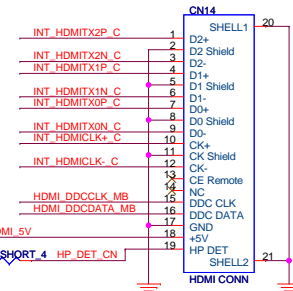 CN14
SHELL1 20
INT_HDMITX2P_C 1 D2+
2 D2 Shield
INT_HDMITX2N_C 3 D2-
INT_HDMITX1P_C 4 D1+
5 D1 Shield
INT_HDMITX1N_C 6 D1-
INT_HDMITX0P_C 7 D0+
8 D0 Shield
INT_HDMITX0N_C 9 D0-
INT_HDMICLK+_C 10 CK+
11 CK Shield
INT_HDMICLK-_C 12 CK-
13 CE Remote
14 NC
HDMI_DDCCLK_MB 15 DDC CLK
HDMI_DDCDATA_MB 16 DDC DATA
17 GND
DMI_5V 18 +5V
SHORT_4 HP_DET_CN 19 HP DET
SHELL2 21
HDMI CONN